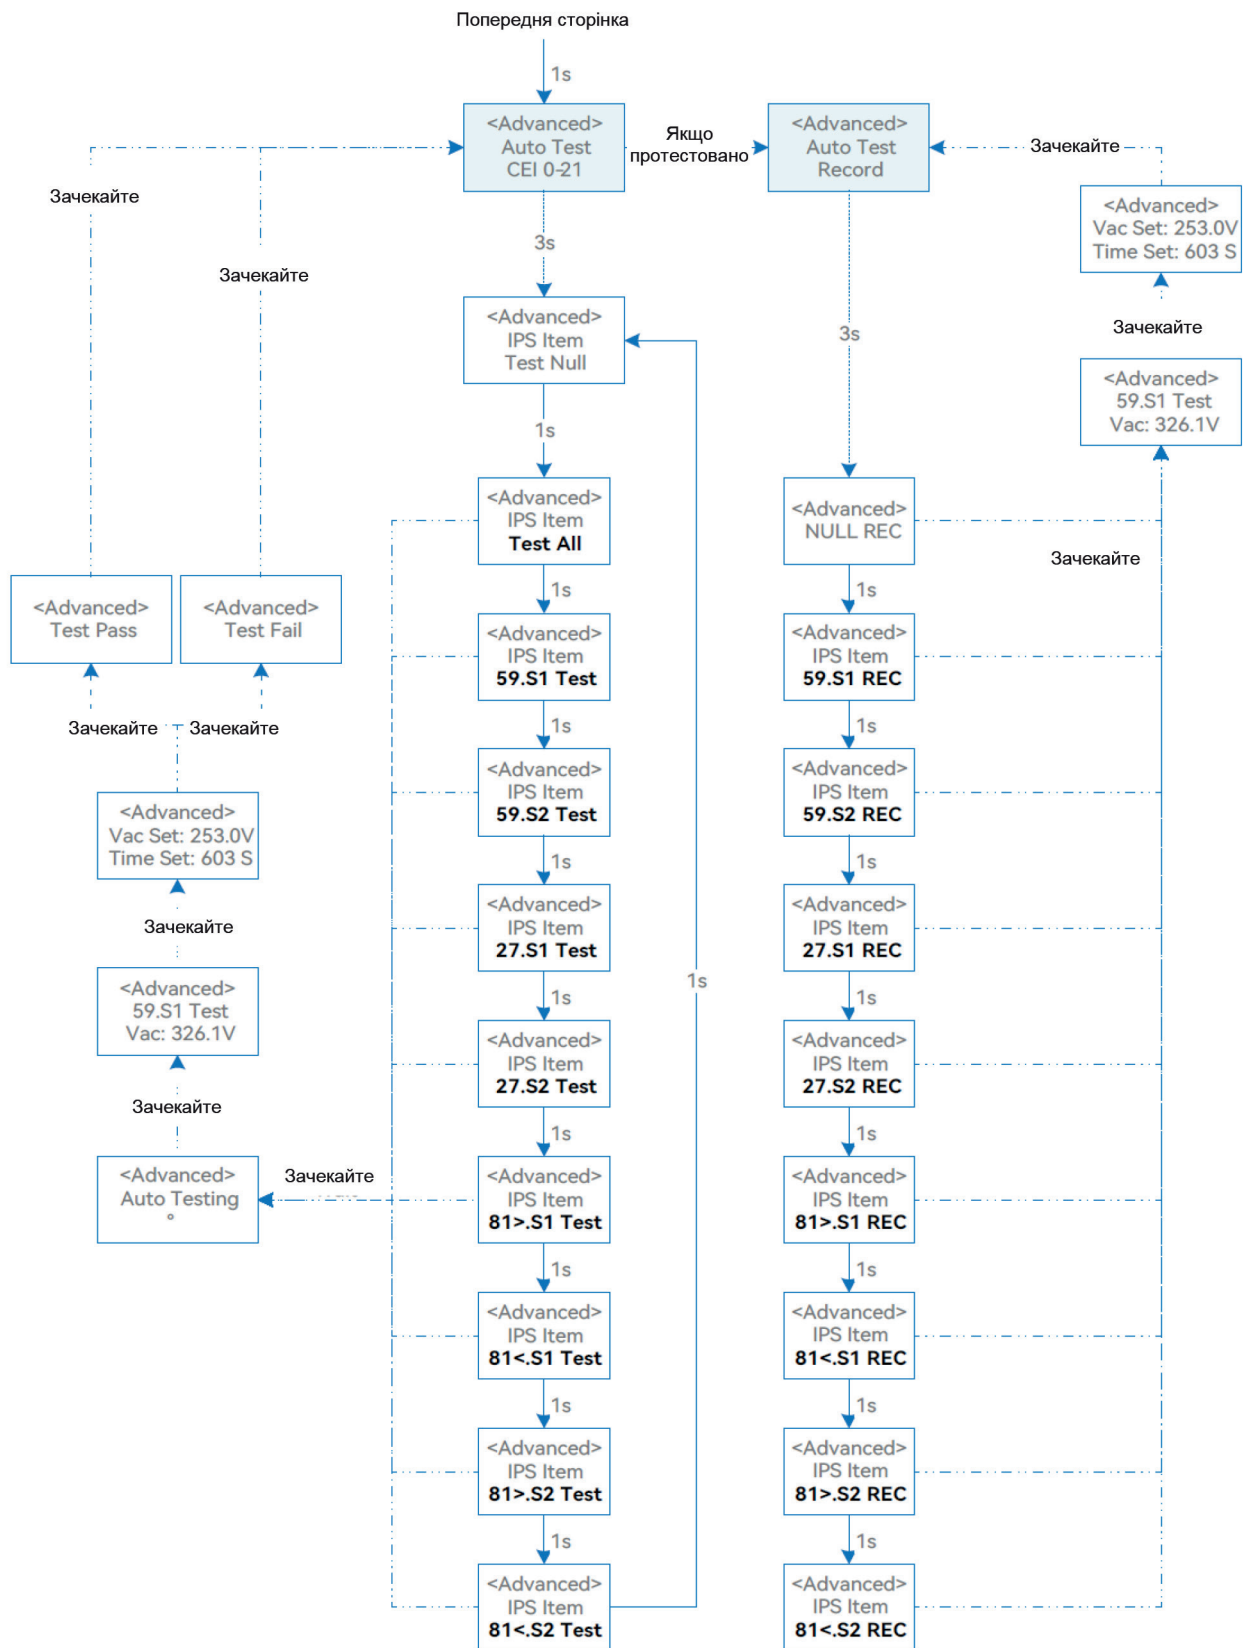 Попередня сторінка
1s
<Advanced>
Auto Test
CEI 0-21
Якщо
протестовано
<Advanced>
Auto Test
Record
Зачекайте
<Advanced>
Vac Set: 253.0V
Time Set: 603 S
Зачекайте
<Advanced>
59.S1 Test
Vac: 326.1V
Зачекайте
Зачекайте
Зачекайте
3s
<Advanced>
IPS Item
Test Null
1s
3s
<Advanced>
IPS Item
Test All
1s
<Advanced>
IPS Item
59.S1 Test
1s
<Advanced>
IPS Item
59.S2 Test
1s
<Advanced>
IPS Item
27.S1 Test
1s
<Advanced>
IPS Item
27.S2 Test
1s
<Advanced>
IPS Item
81>.S1 Test
1s
<Advanced>
IPS Item
81<.S1 Test
1s
<Advanced>
IPS Item
81>.S2 Test
1s
<Advanced>
IPS Item
81<.S2 Test
1s
<Advanced>
NULL REC
1s
<Advanced>
IPS Item
59.S1 REC
1s
<Advanced>
IPS Item
59.S2 REC
1s
<Advanced>
IPS Item
27.S1 REC
1s
<Advanced>
IPS Item
27.S2 REC
1s
<Advanced>
IPS Item
81>.S1 REC
1s
<Advanced>
IPS Item
81<.S1 REC
1s
<Advanced>
IPS Item
81>.S2 REC
1s
<Advanced>
IPS Item
81<.S2 REC
<Advanced>
Test Pass
<Advanced>
Test Fail
Зачекайте
Зачекайте
<Advanced>
Vac Set: 253.0V
Time Set: 603 S
Зачекайте
<Advanced>
59.S1 Test
Vac: 326.1V
Зачекайте
<Advanced>
Auto Testing
°
Зачекайте